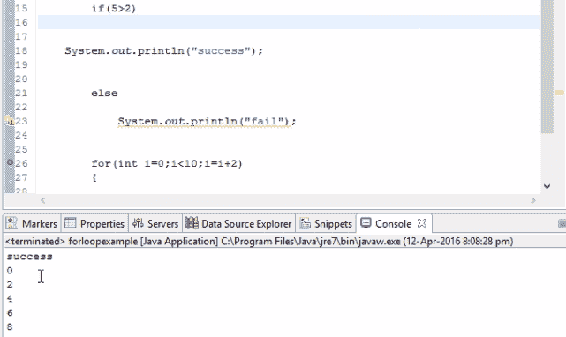 15 if(5>2)
16
17
18 System.out.println("success");
19
20
21 else
22
23 System.out.println("fail");
24
25
26 for(int i=0;i<10;i=i+2)
27 {
28
Markers Properties Servers Data Source Explorer Snippets Console
<terminated> forloopexample [Java Application] C:\Program Files\Java\jre7\bin\javaw.exe (12-Apr-2016 8:08:28 pm)
success
0
2
4
6
8